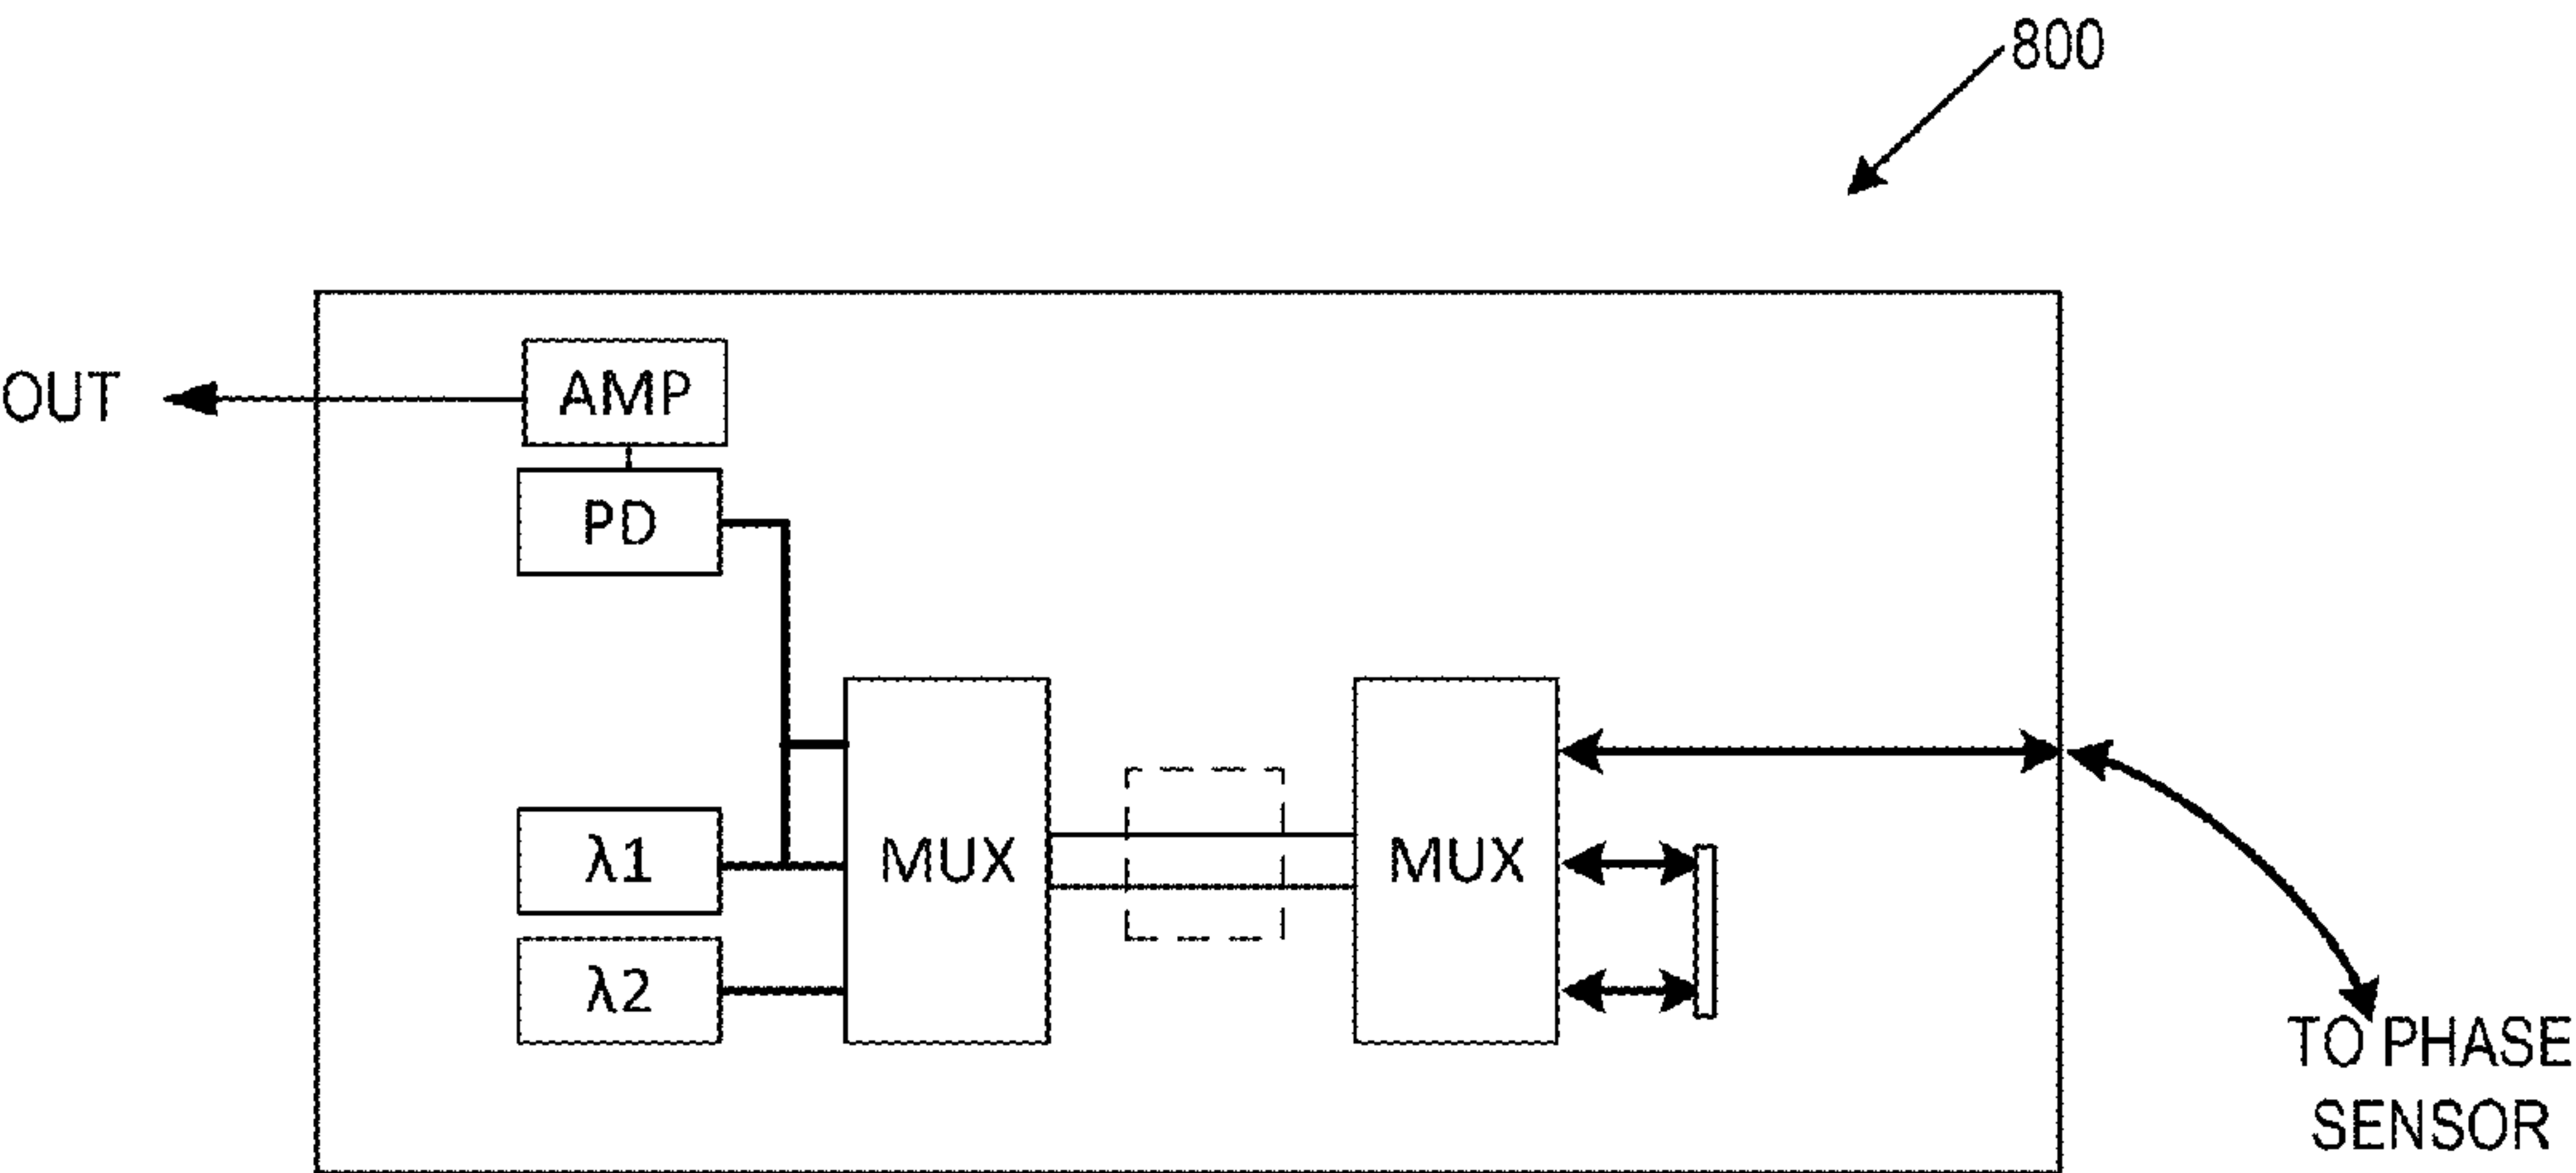 800
OUT
AMP
PD
MUX
MUX
λ1
λ2
TO PHASE
SENSOR